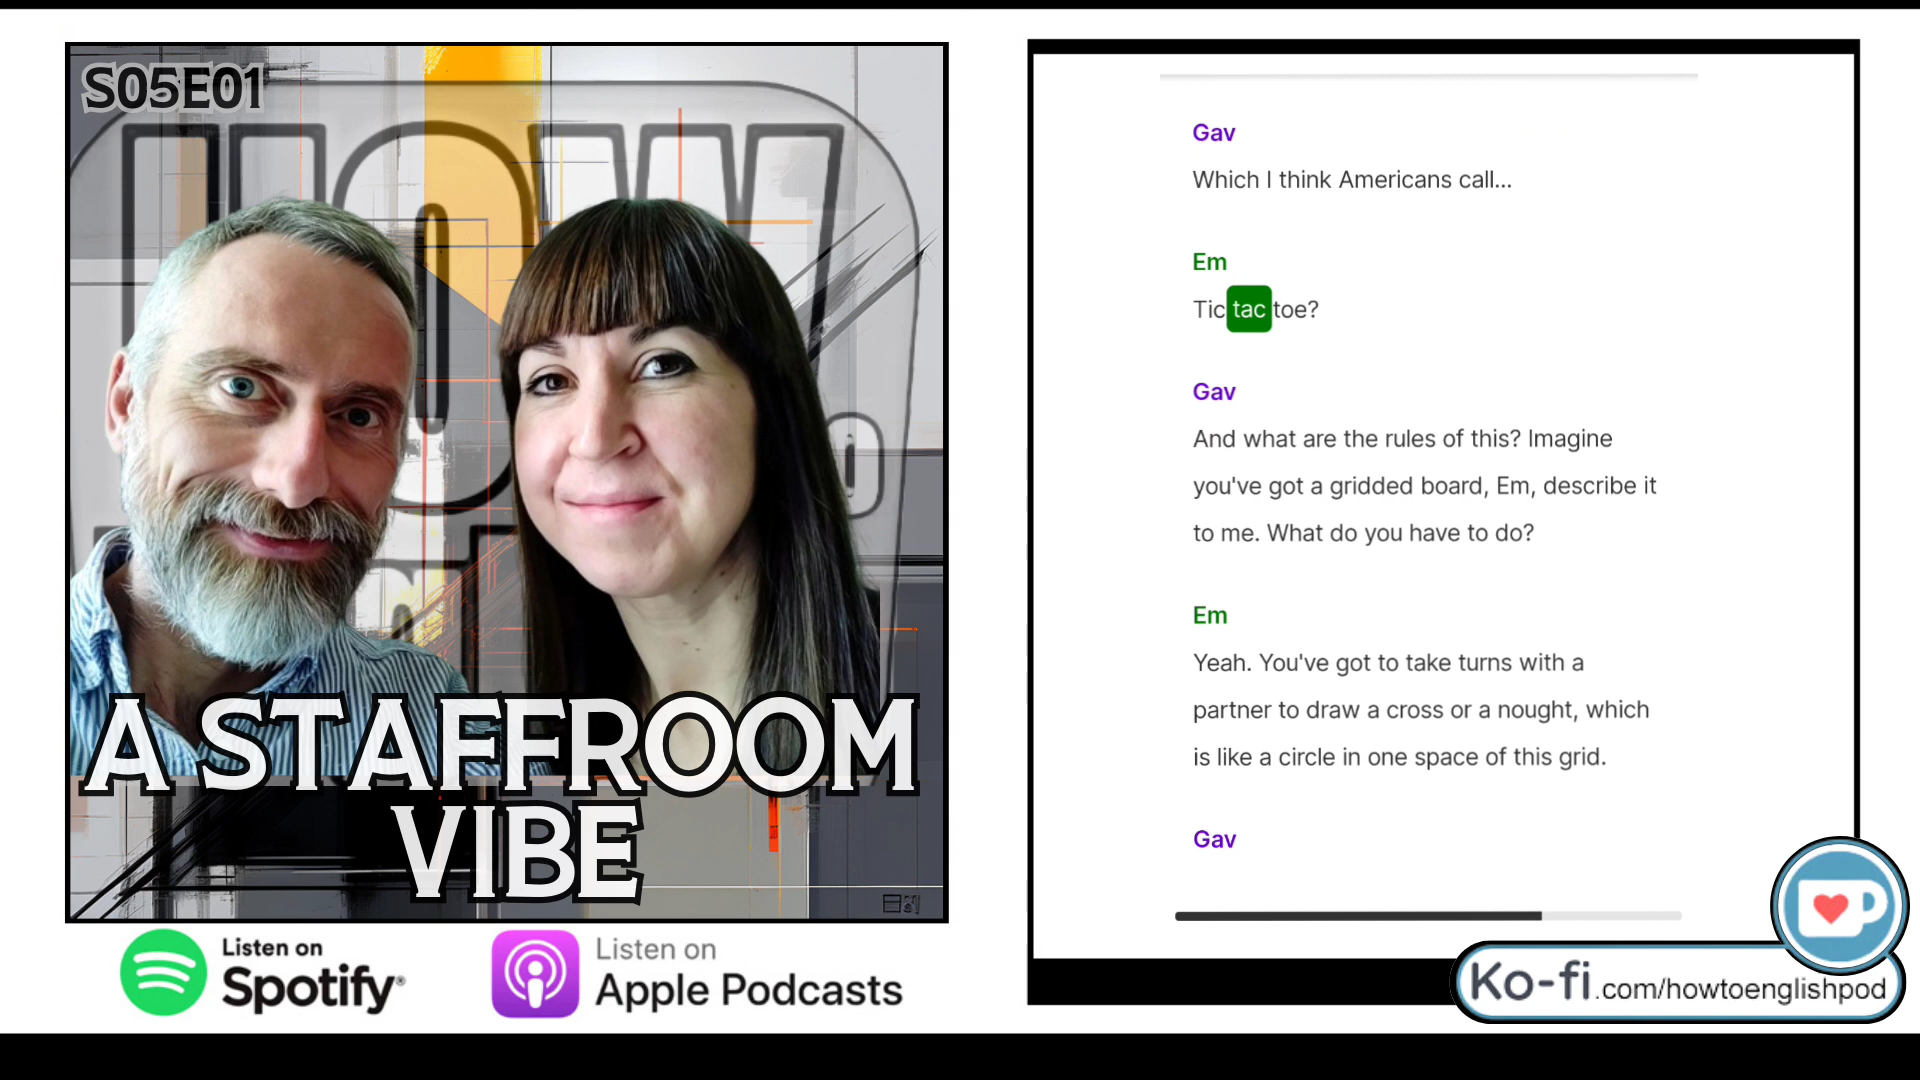 S05E01
HOW
TO
A STAFFROOM
VIBE
Listen on
Spotify®
Listen on
Apple Podcasts
Gav
Which I think Americans call...
Em
Tic tac toe?
Gav
And what are the rules of this? Imagine
you've got a gridded board, Em, describe it
to me. What do you have to do?
Em
Yeah. You've got to take turns with a
partner to draw a cross or a nought, which
is like a circle in one space of this grid.
Gav
Ko-fi.com/howtoenglishpod